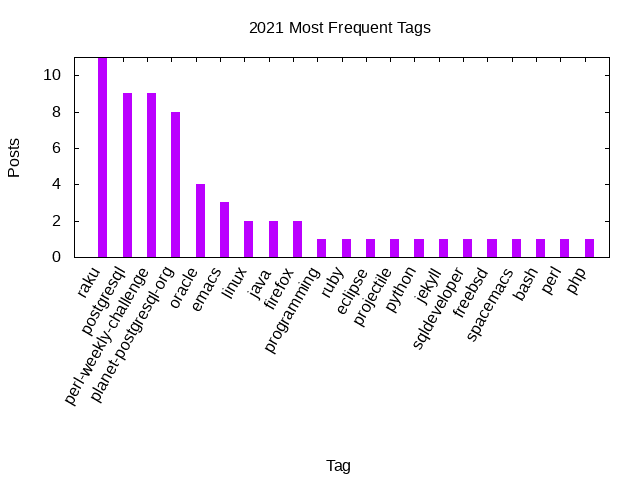 2021 Most Frequent Tags
Posts
10
8
6
4
2
0
raku
postgresql
perl-weekly-challenge
planet-postgresql-org
oracle
emacs
linux
java
firefox
programming
ruby
eclipse
projectile
python
jekyll
sqldeveloper
freebsd
spacemacs
bash
perl
php
Tag